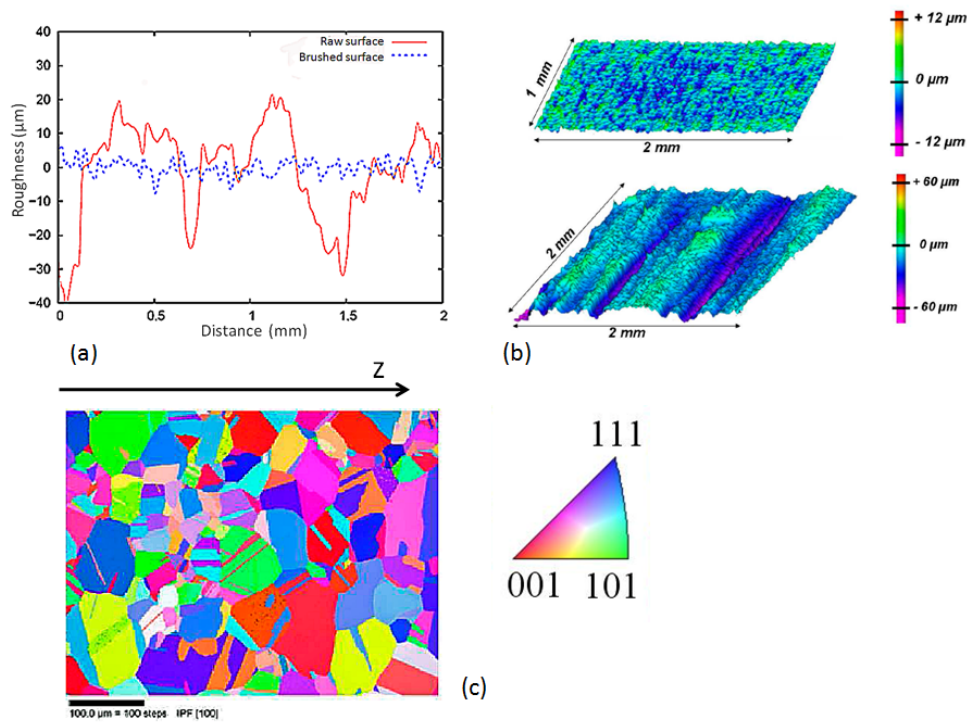 40
30
20
10
0
-10
-20
-30
-40
Roughness (µm)
Raw surface
Brushed surface
0 0.5 1 1.5 2
Distance (mm)
(a)
1 mm
2 mm
+ 12 µm
0 µm
- 12 µm
2 mm
2 mm
+ 60 µm
0 µm
- 60 µm
(b)
Z
111
001 101
100.0 µm = 100 steps IPF [100]
(c)